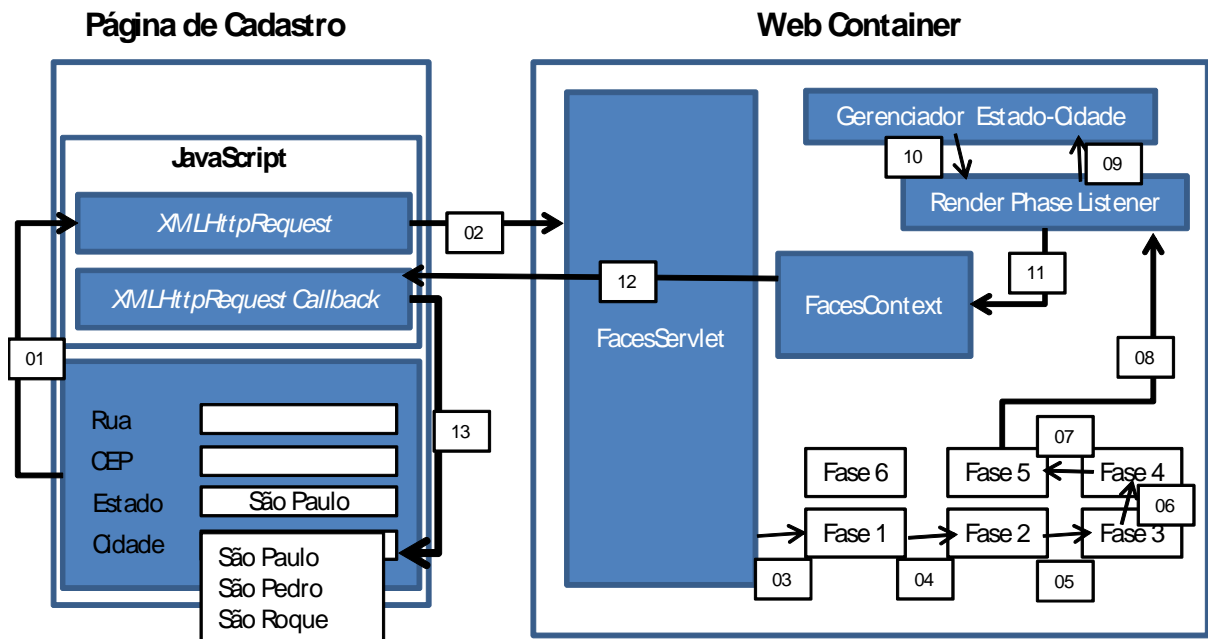 Página de Cadastro
JavaScript
XMLHttpRequest
XMLHttpRequest Callback
01
Rua
CEP
Estado
São Paulo
Cidade
São Paulo
São Pedro
São Roque
02
12
13
Web Container
FacesServlet
Gerenciador Estado-Cidade
10
09
Render Phase Listener
11
FacesContext
08
07
Fase 6
Fase 5
Fase 4
06
Fase 1
Fase 2
Fase 3
03
04
05